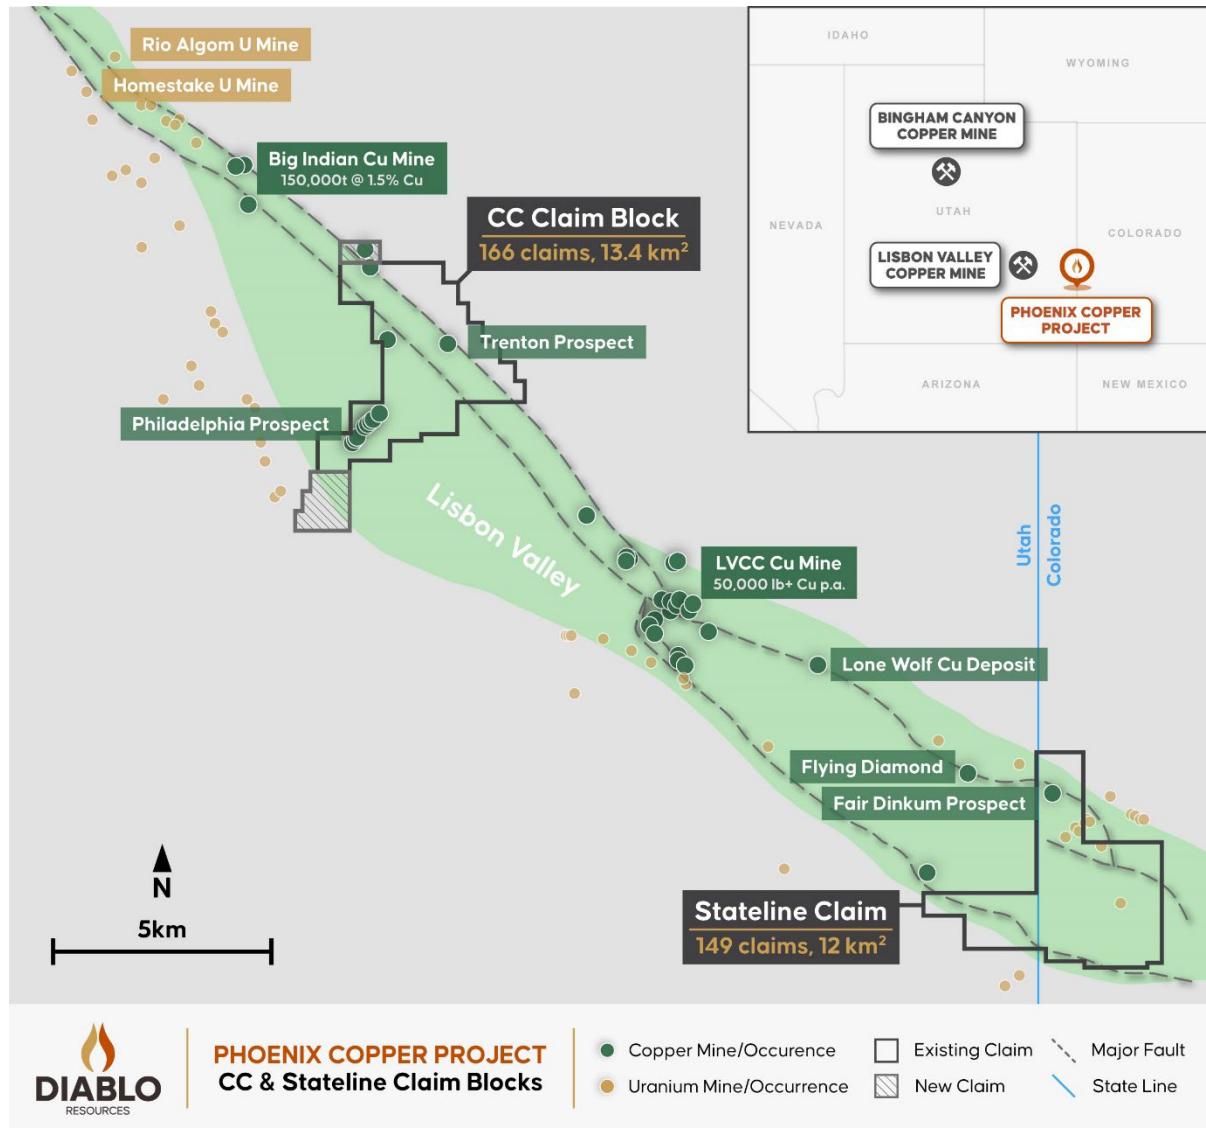 Rio Algom U Mine
Homestake U Mine
Big Indian Cu Mine
150,000t @ 1.5% Cu
CC Claim Block
166 claims, 13.4 km²
Trenton Prospect
Philadelphia Prospect
Lisbon Valley
LVCC Cu Mine
50,000 lb+ Cu p.a.
Lone Wolf Cu Deposit
Flying Diamond
Fair Dinkum Prospect
Stateline Claim
149 claims, 12 km²
Utah
Colorado
N
5km
IDAHO
WYOMING
BINGHAM CANYON
COPPER MINE
UTAH
NEVADA
COLORADO
LISBON VALLEY
COPPER MINE
PHOENIX COPPER
PROJECT
ARIZONA
NEW MEXICO
DIABLO
RESOURCES
PHOENIX COPPER PROJECT
CC & Stateline Claim Blocks
Copper Mine/Occurence
Uranium Mine/Occurrence
Existing Claim
New Claim
Major Fault
State Line